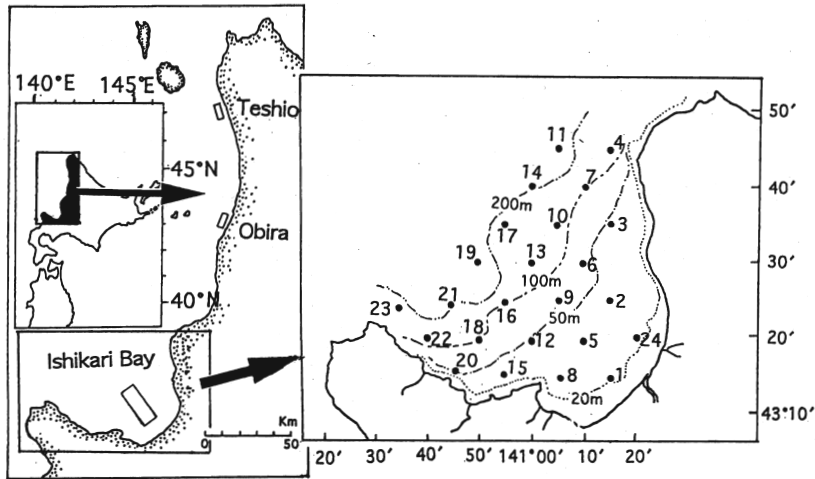 140°E 145°E
45°N
40°N
Teshio
Obira
Ishikari Bay
Km
0 50
50′
40′
30′
20′
43°10′
20′ 30′ 40′ 50′ 141°00′ 10′ 20′
11 4
14 7
200m
17 10 3
19 13 6
100m
23 21 16 9 2
50m
22 18 12 5 24
20 15 8 1
20m